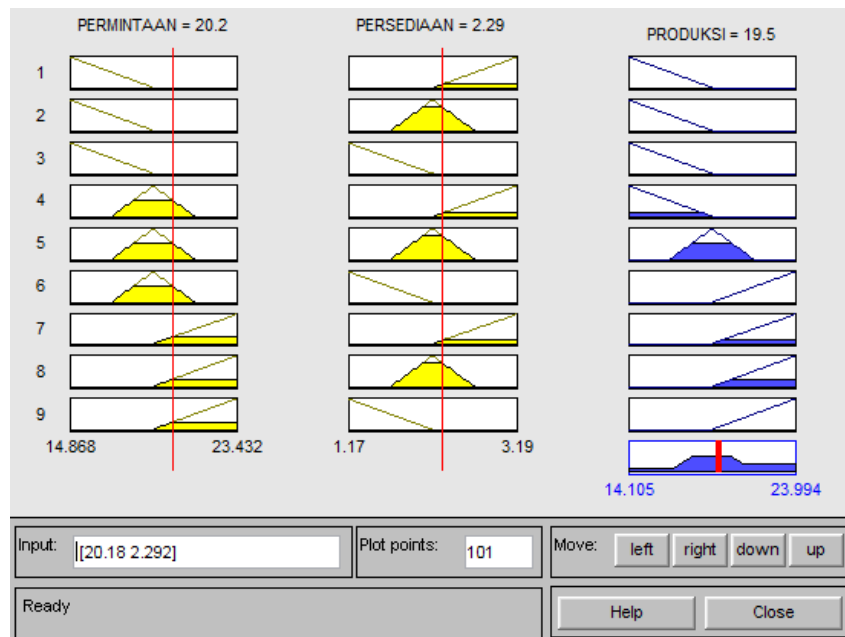 PERMINTAAN = 20.2
PERSEDIAAN = 2.29
PRODUKSI = 19.5
1
2
3
4
5
6
7
8
9
14.868 23.432
1.17 3.19
14.105 23.994
Input: [20.18 2.292]
Plot points: 101
Move: left right down up
Ready
Help Close